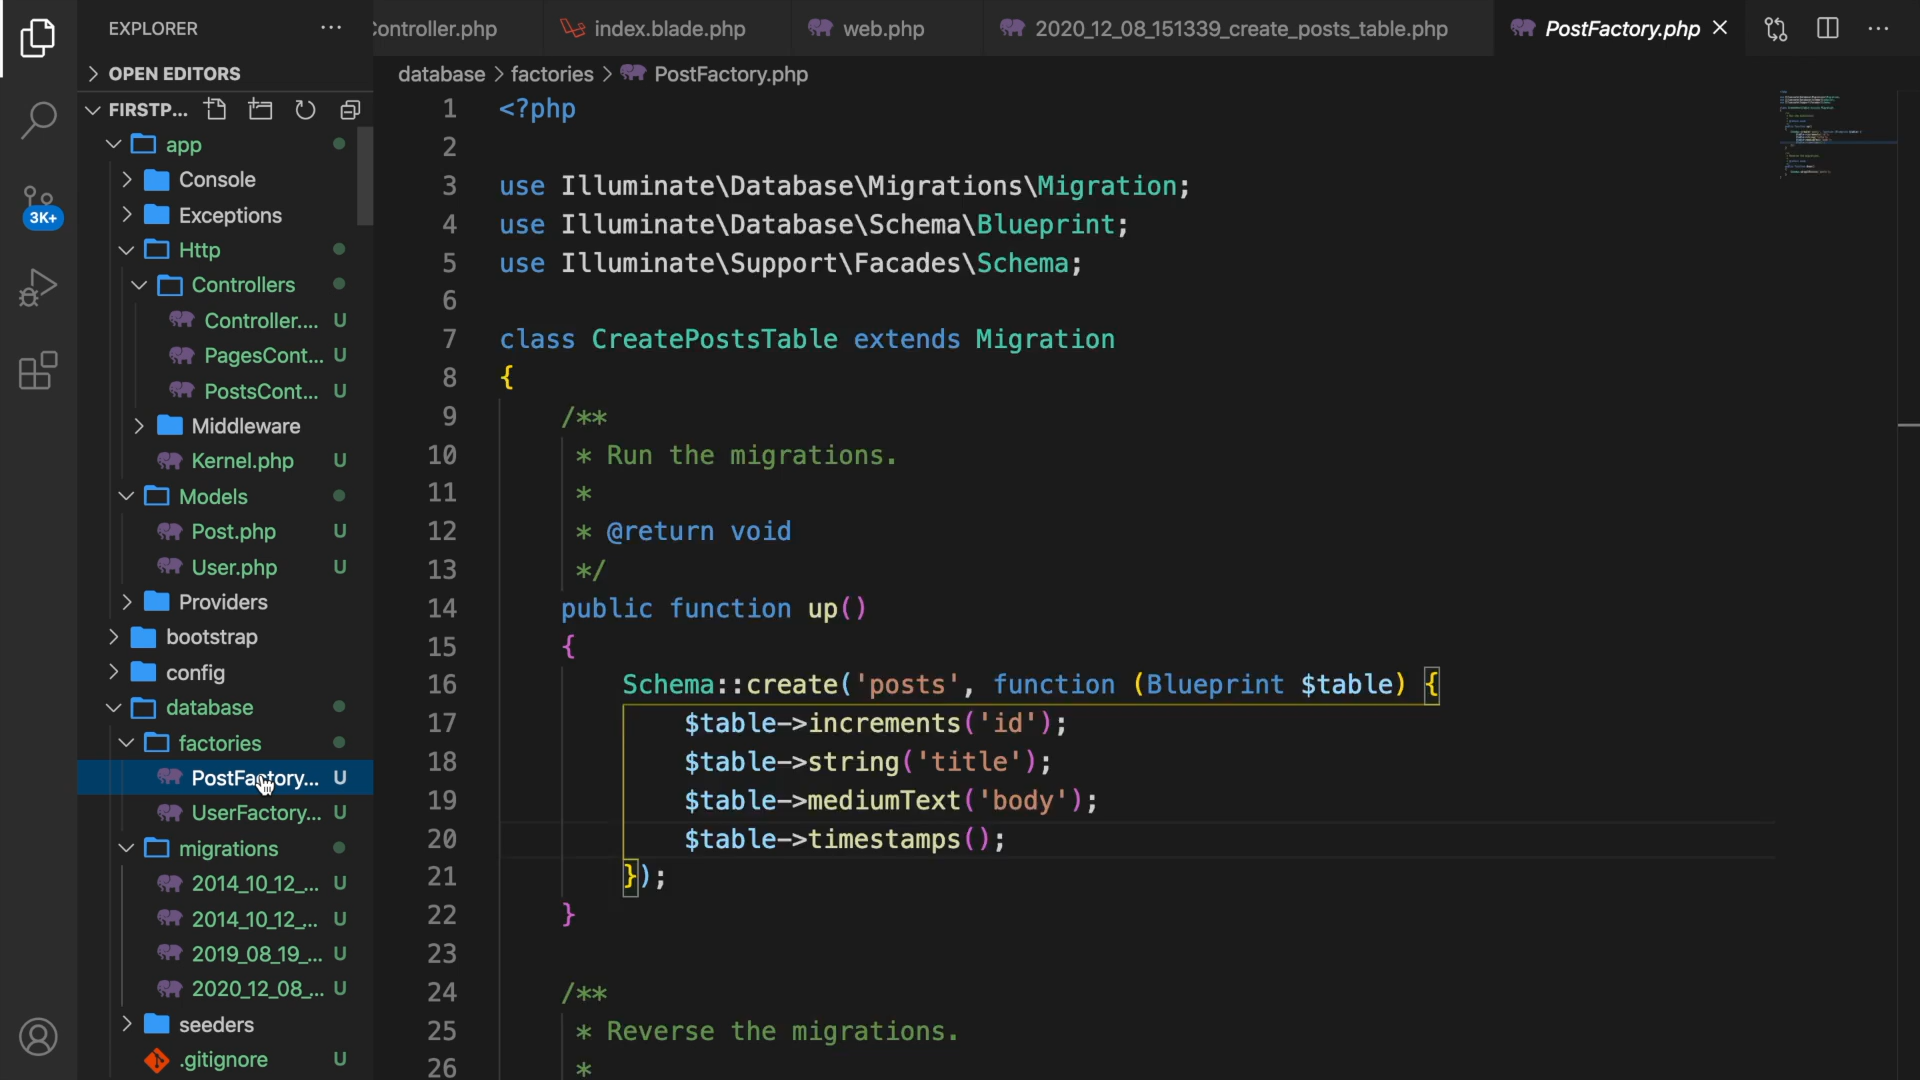 EXPLORER
ontroller.php
index.blade.php
web.php
2020_12_08_151339_create_posts_table.php
PostFactory.php
OPEN EDITORS
database > factories > PostFactory.php
FIRSTP...
app
Console
Exceptions
Http
Controllers
Controller.... U
PagesCont... U
PostsCont... U
Middleware
Kernel.php U
Models
Post.php U
User.php U
Providers
bootstrap
config
database
factories
PostFactory... U
UserFactory... U
migrations
2014_10_12_... U
2014_10_12_... U
2019_08_19_... U
2020_12_08_... U
seeders
.gitignore U
3K+
1 <?php
2
3 use Illuminate\Database\Migrations\Migration;
4 use Illuminate\Database\Schema\Blueprint;
5 use Illuminate\Support\Facades\Schema;
6
7 class CreatePostsTable extends Migration
8 {
9 /**
10 * Run the migrations.
11 *
12 * @return void
13 */
14 public function up()
15 {
16 Schema::create('posts', function (Blueprint $table) {
17 $table->increments('id');
18 $table->string('title');
19 $table->mediumText('body');
20 $table->timestamps();
21 });
22 }
23
24 /**
25 * Reverse the migrations.
26 *